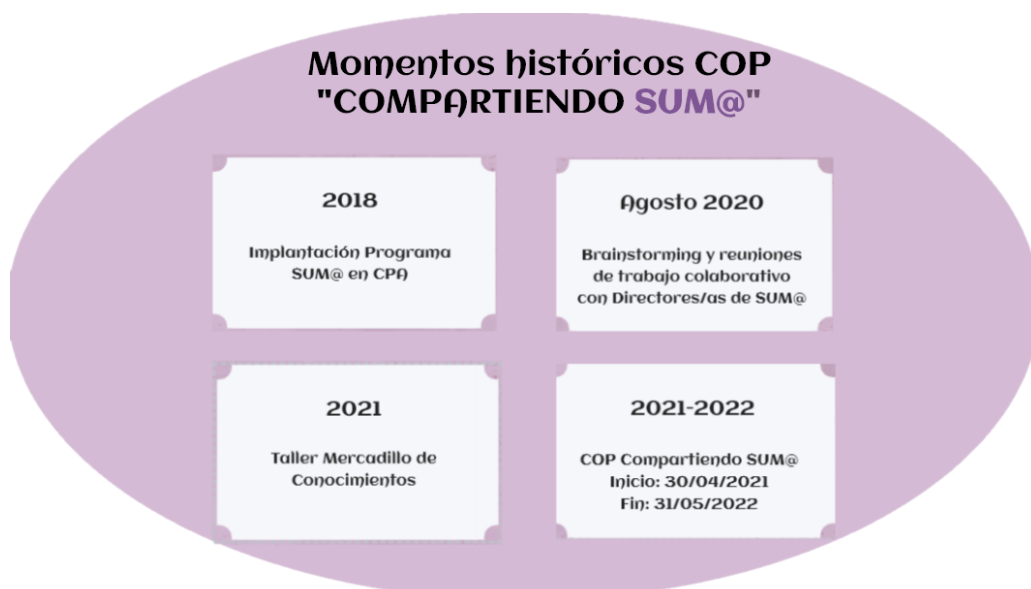 Momentos históricos COP
"COMPARTIENDO SUM@"
2018
Implantación Programa
SUM@ en CPA
Agosto 2020
Brainstorming y reuniones
de trabajo colaborativo
con Directores/as de SUM@
2021
Taller Mercadillo de
Conocimientos
2021-2022
COP Compartiendo SUM@
Inicio: 30/04/2021
Fin: 31/05/2022